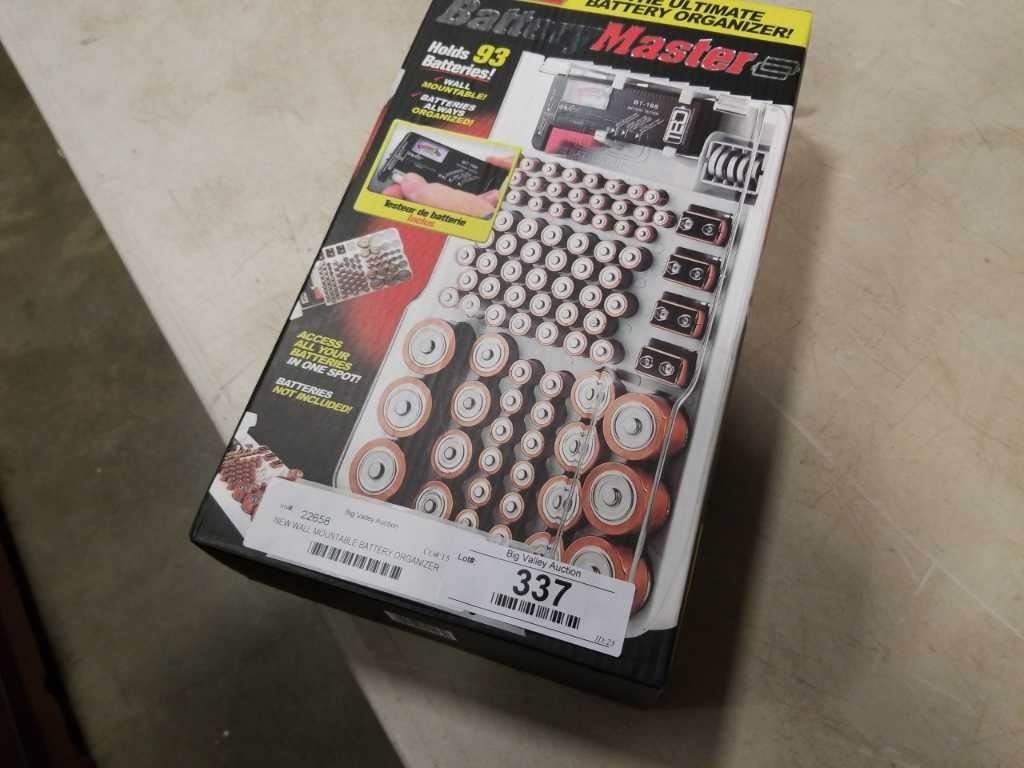 THE ULTIMATE
BATTERY ORGANIZER!
Battery Master
Holds 93
Batteries!
WALL
MOUNTABLE!
BATTERIES
ALWAYS
ORGANIZED!
BT-168
Testeur de batterie
Inclus
ACCESS
ALL YOUR
BATTERIES
IN ONE SPOT!
BATTERIES
NOT INCLUDED!
22658
Big Valley Auction
NEW WALL MOUNTABLE BATTERY ORGANIZER
Lot#:
Big Valley Auction
337